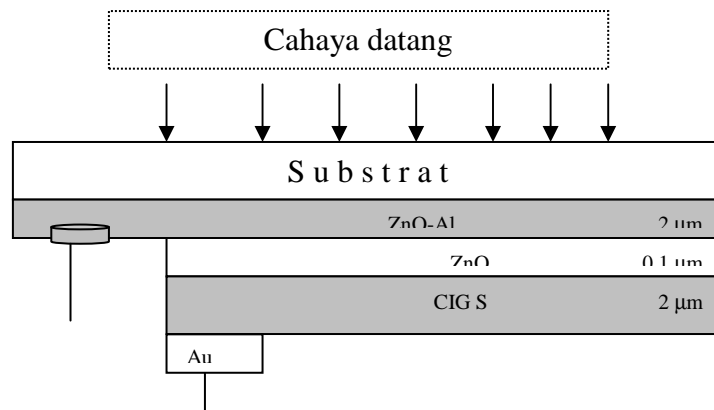 Cahaya datang
S u b s t r a t
ZnO-Al 2 μm
ZnO 0.1 μm
CIG S 2 μm
Au